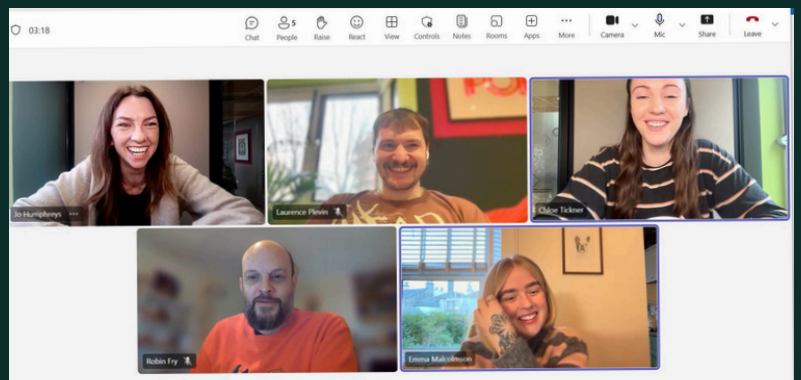 03:18
5
Chat People Raise React View Controls Notes Rooms Apps More Camera Mic Share Leave
Jo Humphreys
Laurence Plevin
Chloe Tickner
Robin Fry
Emma Malcolmson